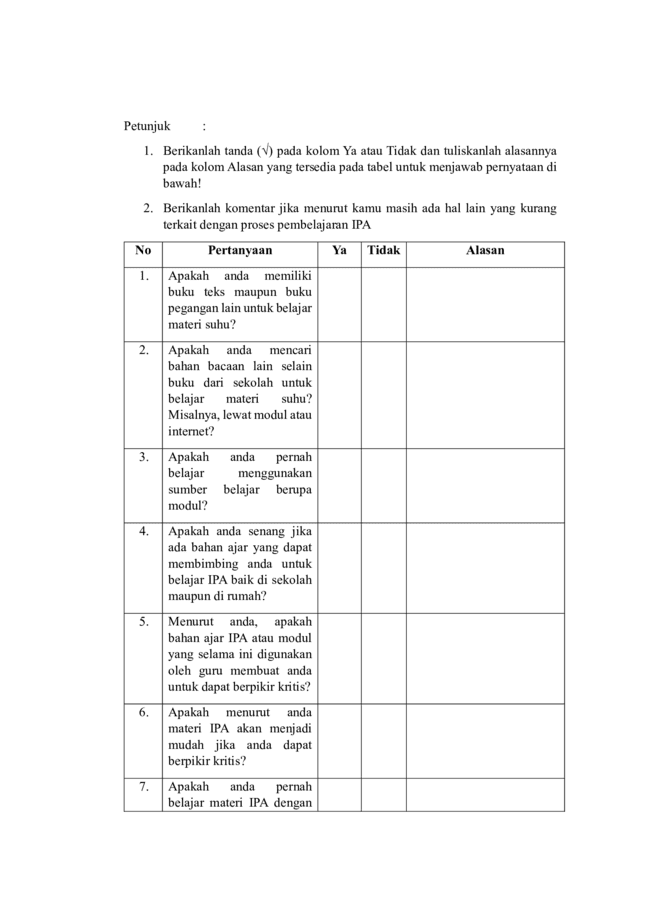 Petunjuk :
1. Berikanlah tanda (√) pada kolom Ya atau Tidak dan tuliskanlah alasannya
pada kolom Alasan yang tersedia pada tabel untuk menjawab pernyataan di
bawah!
2. Berikanlah komentar jika menurut kamu masih ada hal lain yang kurang
terkait dengan proses pembelajaran IPA
No Pertanyaan Ya Tidak Alasan
1. Apakah anda memiliki
buku teks maupun buku
pegangan lain untuk belajar
materi suhu?
2. Apakah anda mencari
bahan bacaan lain selain
buku dari sekolah untuk
belajar materi suhu?
Misalnya, lewat modul atau
internet?
3. Apakah anda pernah
belajar menggunakan
sumber belajar berupa
modul?
4. Apakah anda senang jika
ada bahan ajar yang dapat
membimbing anda untuk
belajar IPA baik di sekolah
maupun di rumah?
5. Menurut anda, apakah
bahan ajar IPA atau modul
yang selama ini digunakan
oleh guru membuat anda
untuk dapat berpikir kritis?
6. Apakah menurut anda
materi IPA akan menjadi
mudah jika anda dapat
berpikir kritis?
7. Apakah anda pernah
belajar materi IPA dengan